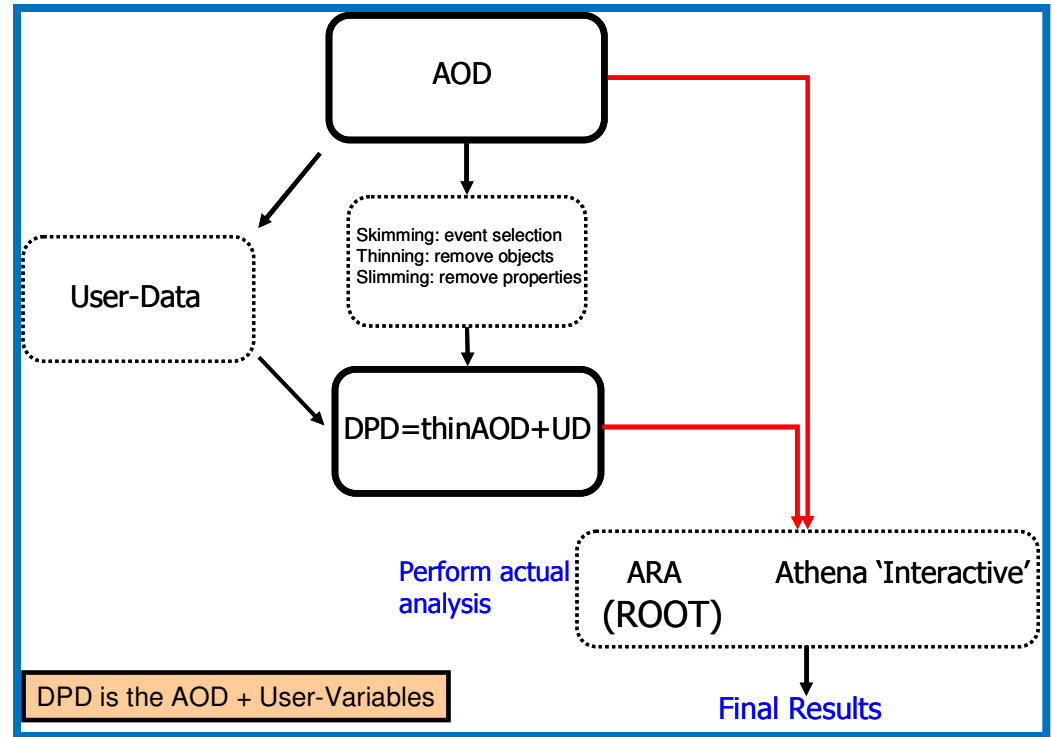 AOD
Skimming: event selection
Thinning: remove objects
Slimming: remove properties
User-Data
DPD=thinAOD+UD
Perform actual
analysis
ARA
(ROOT)
Athena ‘Interactive’
DPD is the AOD + User-Variables
Final Results